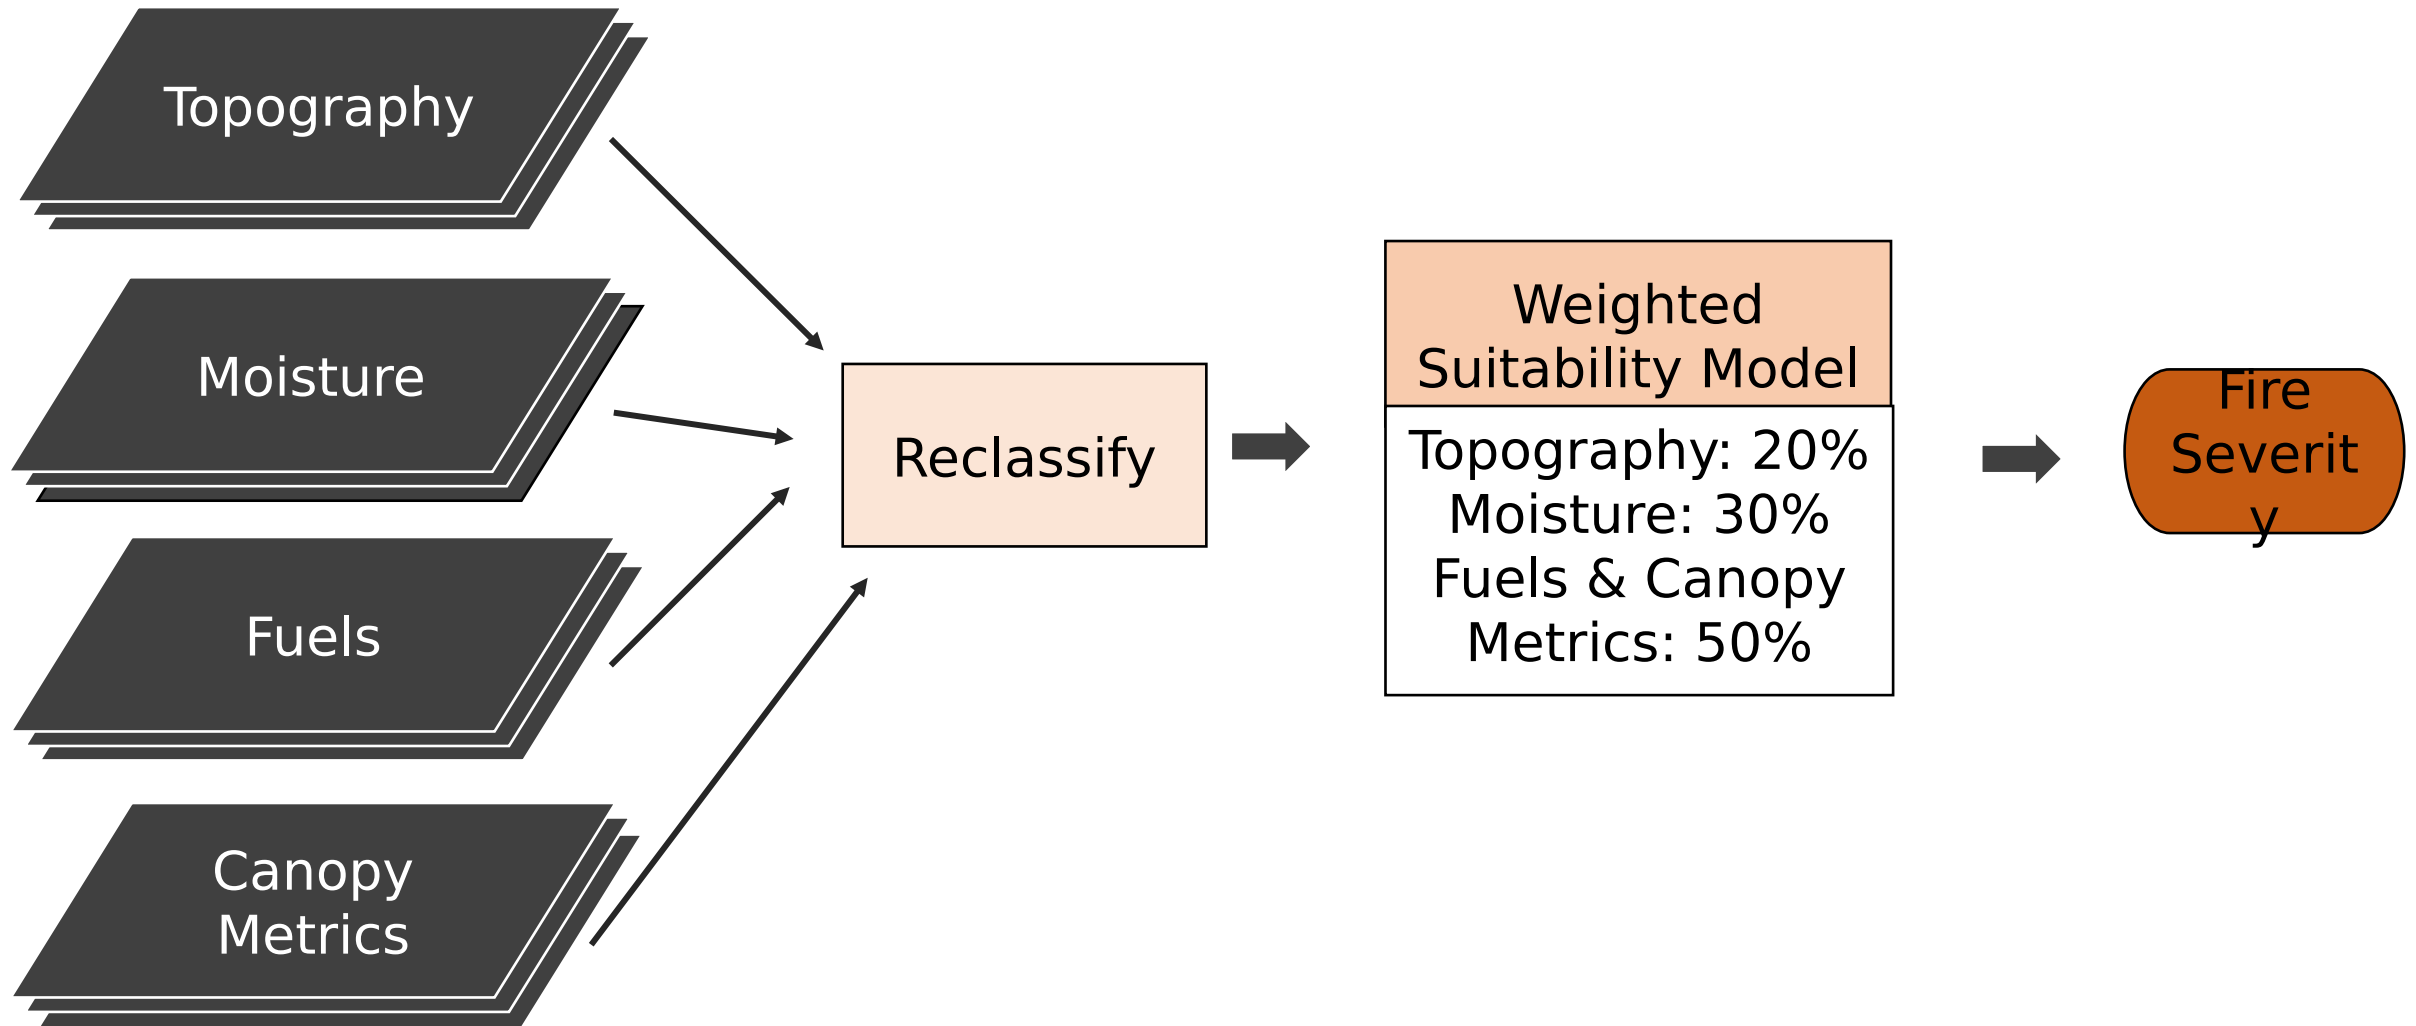 Topography
Moisture
Fuels
Canopy
Metrics
Reclassify
Weighted
Suitability Model
Topography: 20%
Moisture: 30%
Fuels & Canopy
Metrics: 50%
Fire
Severit
y